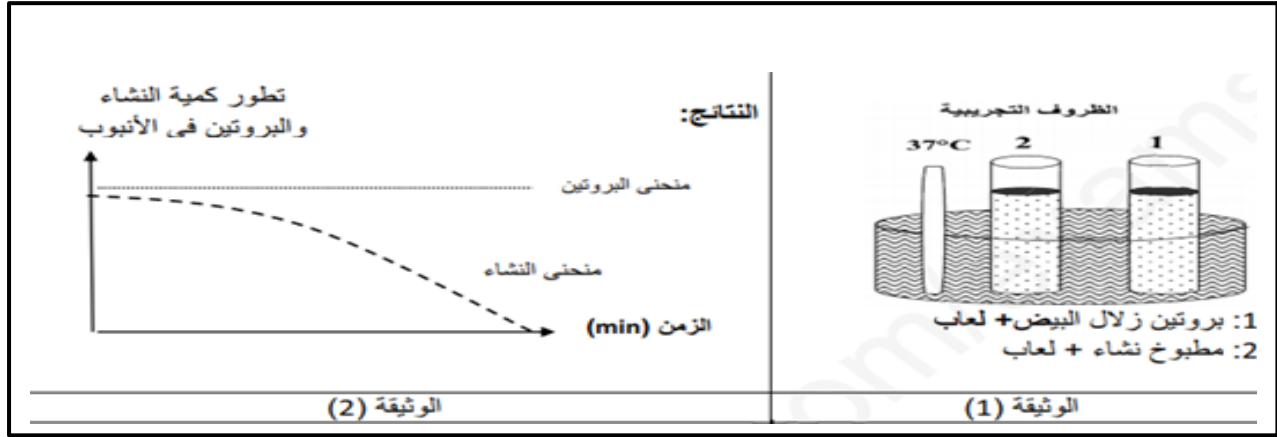 الظروف التجريبية
37°C
2
1
1: بروتين زلال البيض+ لعاب
2: مطبوخ نشاء + لعاب
الوثيقة (1)
النتائج:
تطور كمية النشاء
والبروتين في الأنبوب
منحنى البروتين
منحنى النشاء
الزمن (min)
الوثيقة (2)